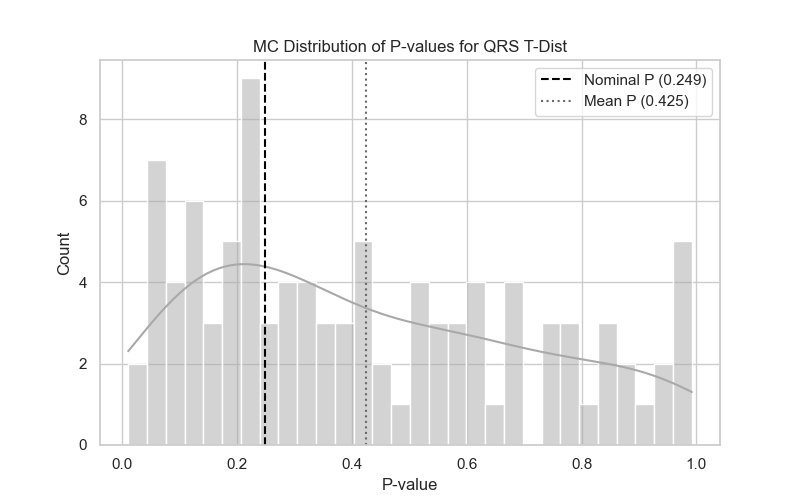 MC Distribution of P-values for QRS T-Dist
Nominal P (0.249)
Mean P (0.425)
Count
8
6
4
2
0
0.0 0.2 0.4 0.6 0.8 1.0
P-value